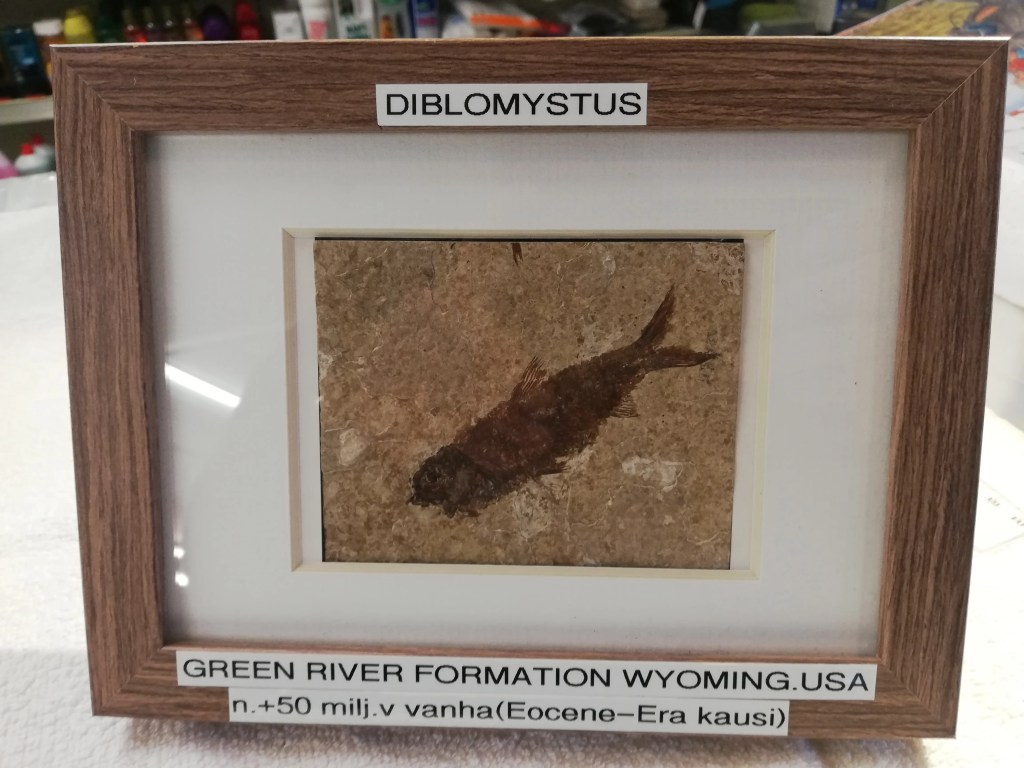 DIBLOMYSTUS
GREEN RIVER FORMATION WYOMING.USA
n.+50 milj.v vanha(Eocene-Era kausi)